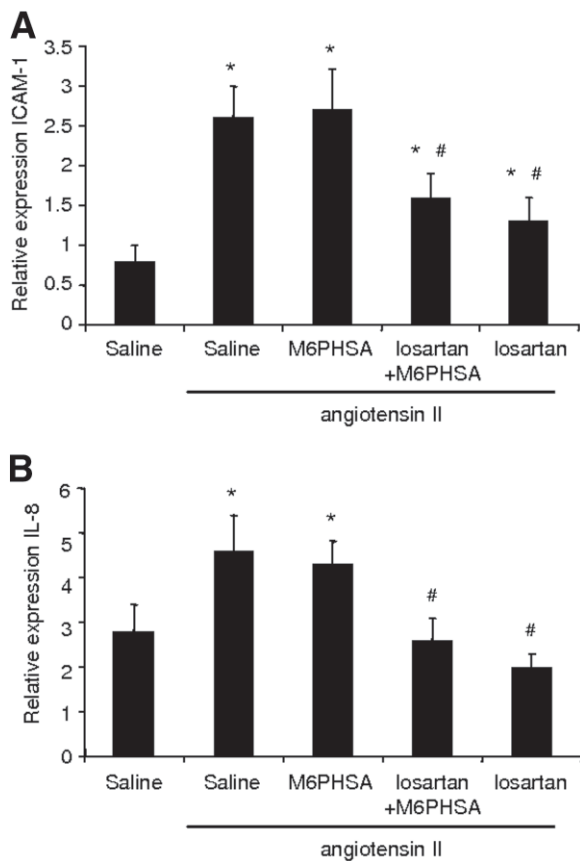 A
Relative expression ICAM-1
3.5
3
2.5
2
1.5
1
0.5
0
*
*
* #
* #
Saline Saline M6PHSA losartan losartan
+M6PHSA
angiotensin II
B
Relative expression IL-8
6
5
4
3
2
1
0
*
*
#
#
Saline Saline M6PHSA losartan losartan
+M6PHSA
angiotensin II